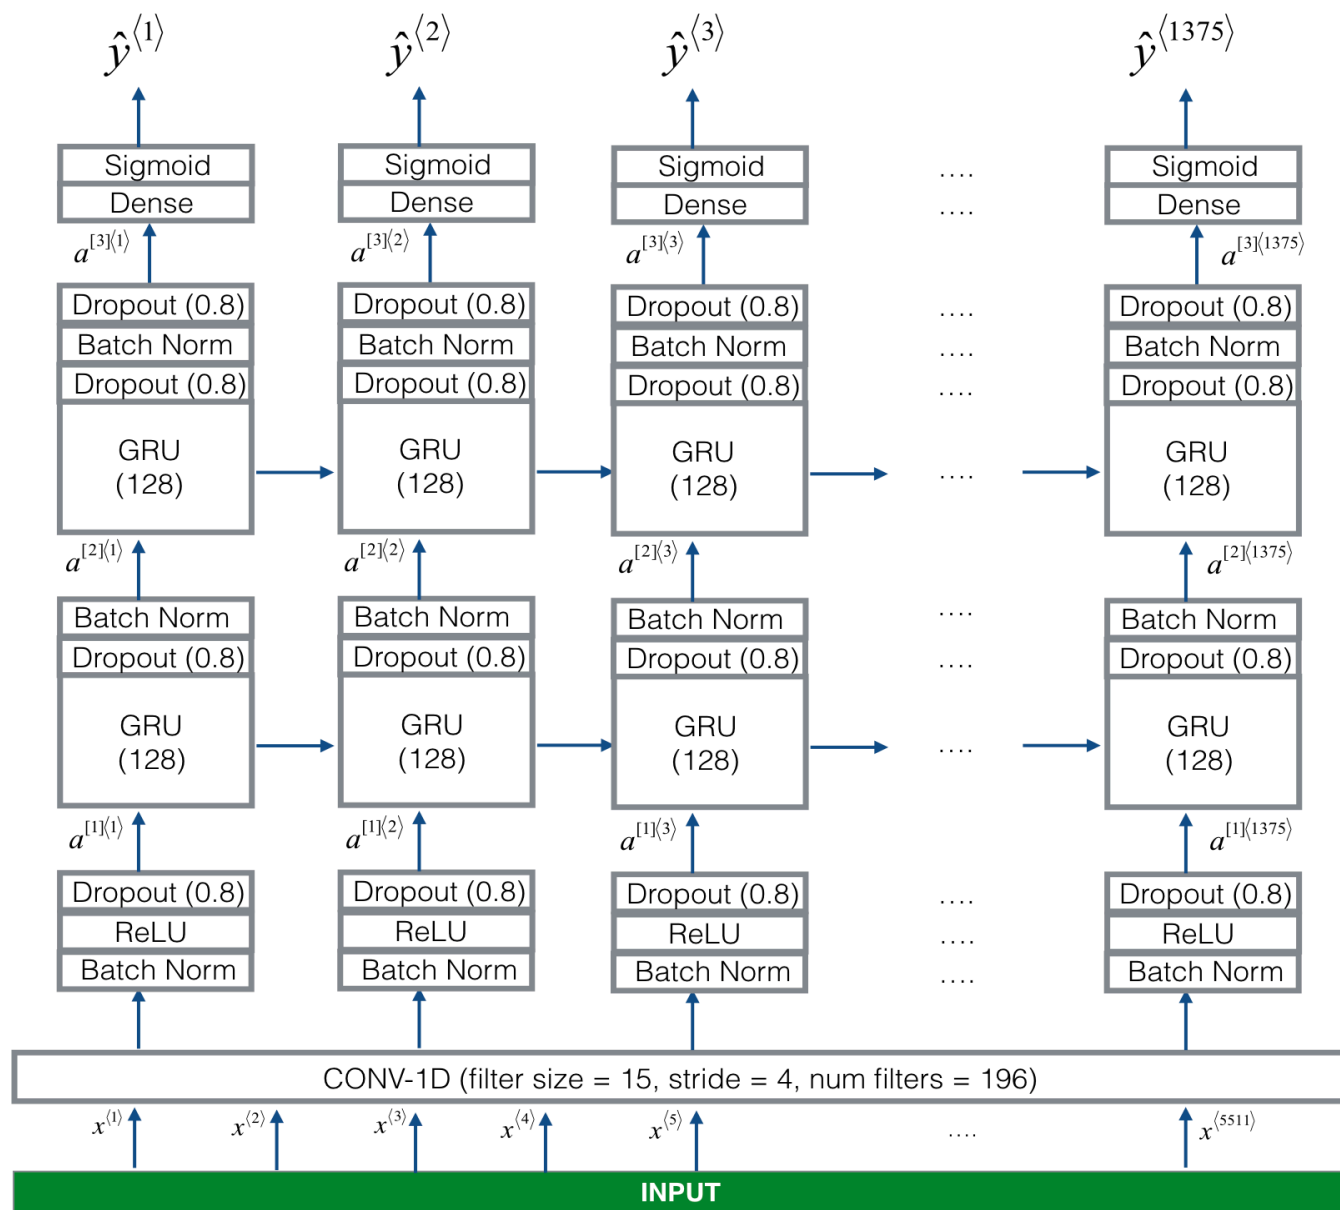 ŷ⟨1⟩ ŷ⟨2⟩ ŷ⟨3⟩ ŷ⟨1375⟩
Sigmoid Sigmoid Sigmoid .... Sigmoid
Dense Dense Dense .... Dense
a[3]⟨1⟩ a[3]⟨2⟩ a[3]⟨3⟩ a[3]⟨1375⟩
Dropout (0.8) Dropout (0.8) Dropout (0.8) .... Dropout (0.8)
Batch Norm Batch Norm Batch Norm .... Batch Norm
Dropout (0.8) Dropout (0.8) Dropout (0.8) .... Dropout (0.8)
GRU GRU GRU .... GRU
(128) (128) (128) (128)
a[2]⟨1⟩ a[2]⟨2⟩ a[2]⟨3⟩ a[2]⟨1375⟩
Batch Norm Batch Norm Batch Norm .... Batch Norm
Dropout (0.8) Dropout (0.8) Dropout (0.8) .... Dropout (0.8)
GRU GRU GRU .... GRU
(128) (128) (128) (128)
a[1]⟨1⟩ a[1]⟨2⟩ a[1]⟨3⟩ a[1]⟨1375⟩
Dropout (0.8) Dropout (0.8) Dropout (0.8) .... Dropout (0.8)
ReLU ReLU ReLU .... ReLU
Batch Norm Batch Norm Batch Norm .... Batch Norm
CONV-1D (filter size = 15, stride = 4, num filters = 196)
x⟨1⟩ x⟨2⟩ x⟨3⟩ x⟨4⟩ x⟨5⟩ .... x⟨5511⟩
INPUT